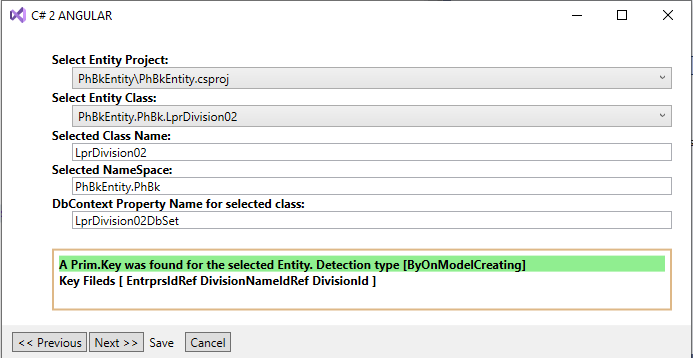 C# 2 ANGULAR
Select Entity Project:
PhBkEntity\PhBkEntity.csproj
Select Entity Class:
PhBkEntity.PhBk.LprDivision02
Selected Class Name:
LprDivision02
Selected NameSpace:
PhBkEntity.PhBk
DbContext Property Name for selected class:
LprDivision02DbSet
A Prim.Key was found for the selected Entity. Detection type [ByOnModelCreating]
Key Fileds [ EntrprsIdRef DivisionNameIdRef DivisionId ]
<< Previous Next >> Save Cancel